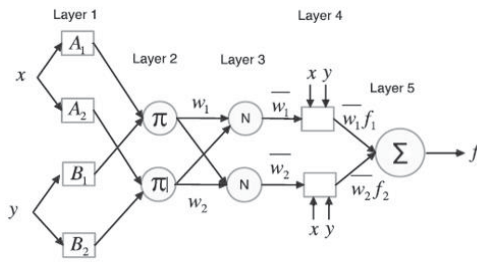 Layer 1
Layer 4
Layer 2
Layer 3
Layer 5
A₁
x
A₂
B₁
y
B₂
π
π|
w₁
w₂
N
N
w̅₁
w̅₂
x y
x y
w̅₁f₁
w̅₂f₂
Σ
f